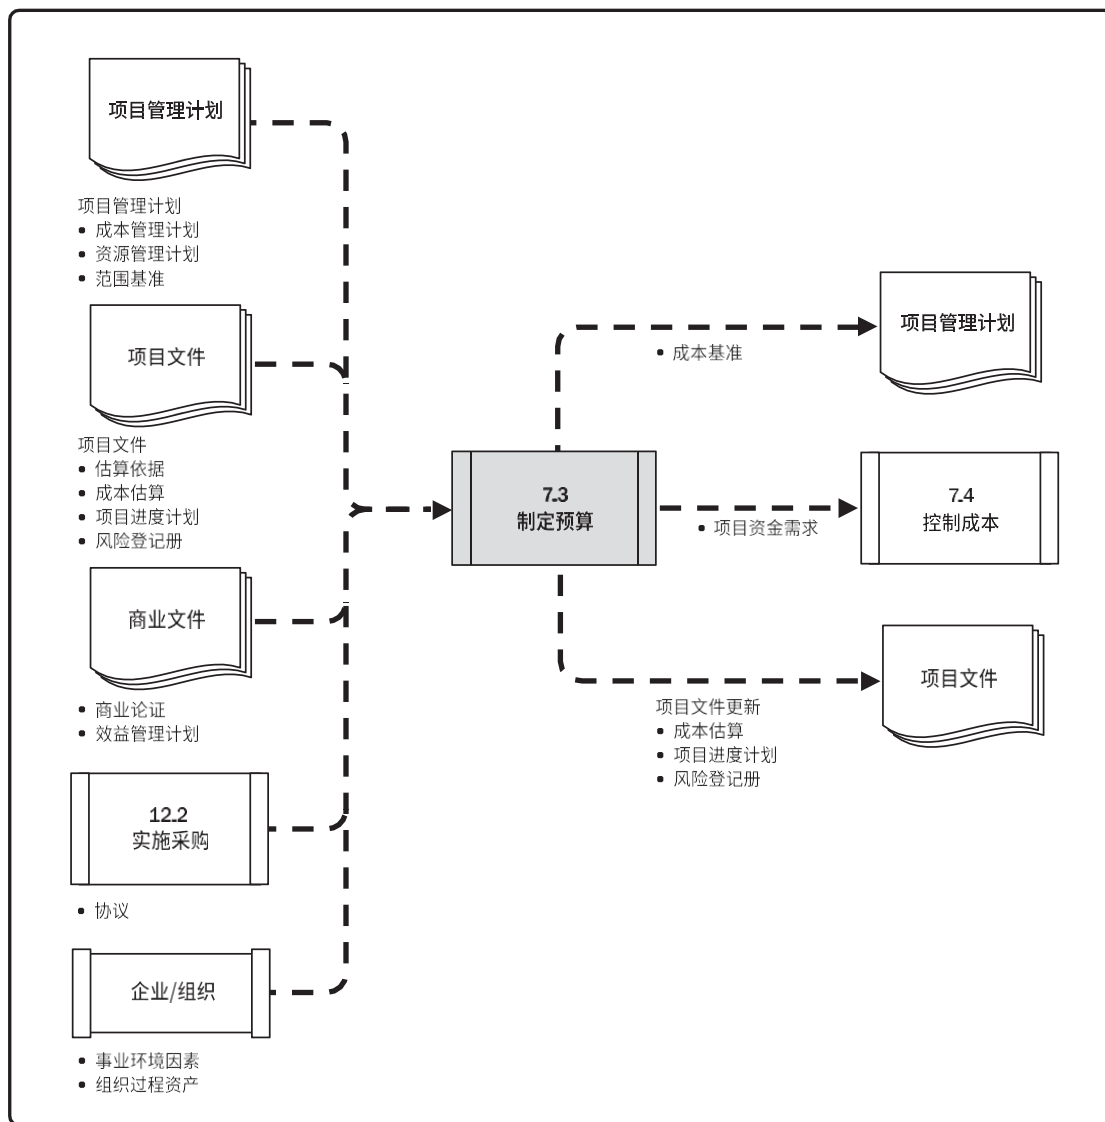 项目管理计划
项目管理计划
• 成本管理计划
• 资源管理计划
• 范围基准
项目文件
项目文件
• 估算依据
• 成本估算
• 项目进度计划
• 风险登记册
商业文件
• 商业论证
• 效益管理计划
12.2
实施采购
• 协议
企业/组织
• 事业环境因素
• 组织过程资产
7.3
制定预算
• 成本基准
项目管理计划
• 项目资金需求
7.4
控制成本
项目文件更新
• 成本估算
• 项目进度计划
• 风险登记册
项目文件